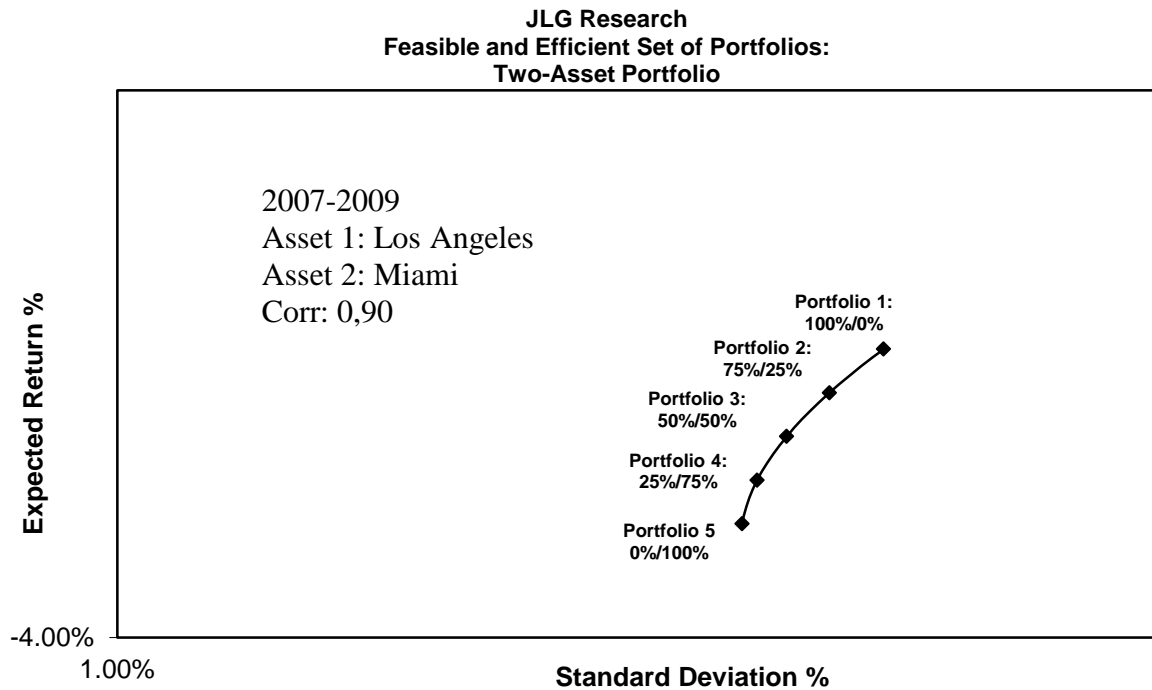 JLG Research
Feasible and Efficient Set of Portfolios:
Two-Asset Portfolio
2007-2009
Asset 1: Los Angeles
Asset 2: Miami
Corr: 0,90
Portfolio 1:
100%/0%
Portfolio 2:
75%/25%
Portfolio 3:
50%/50%
Portfolio 4:
25%/75%
Portfolio 5
0%/100%
Expected Return %
-4.00%
1.00%
Standard Deviation %